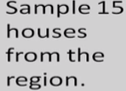 Sample 15
houses
from the
region.